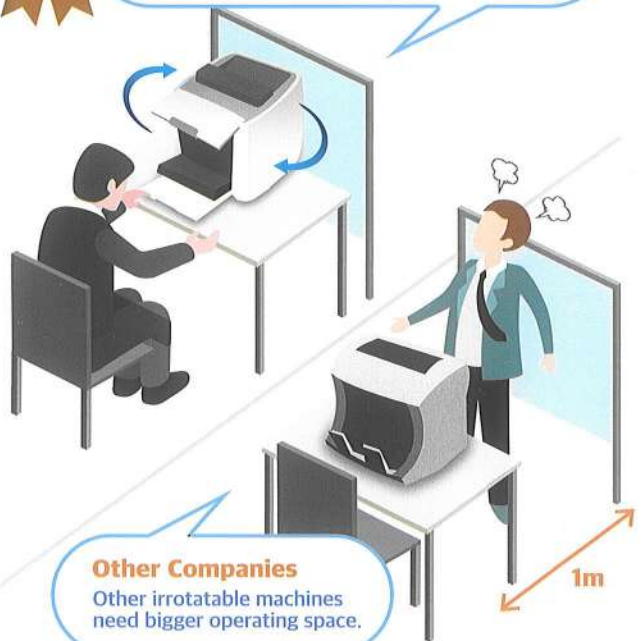 1m
Other Companies
Other irrotatable machines
need bigger operating space.